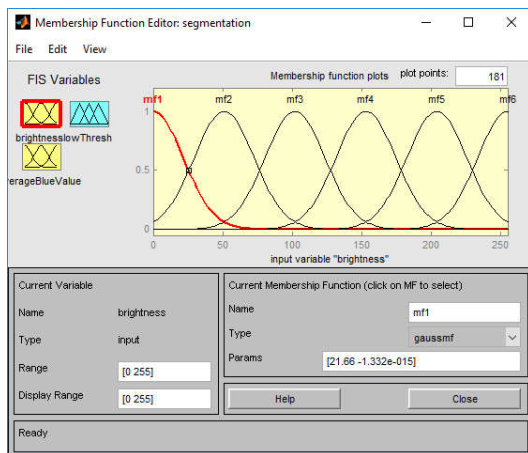 Membership Function Editor: segmentation
File Edit View
FIS Variables
Membership function plots plot points: 181
mf1 mf2 mf3 mf4 mf5 mf6
1
0.5
0
brightnesslowThresh
verageBlueValue
0 50 100 150 200 250
input variable "brightness"
Current Variable
Name brightness
Type input
Range [0 255]
Display Range [0 255]
Current Membership Function (click on MF to select)
Name mf1
Type gaussmf
Params [21.66 -1.332e-015]
Help Close
Ready